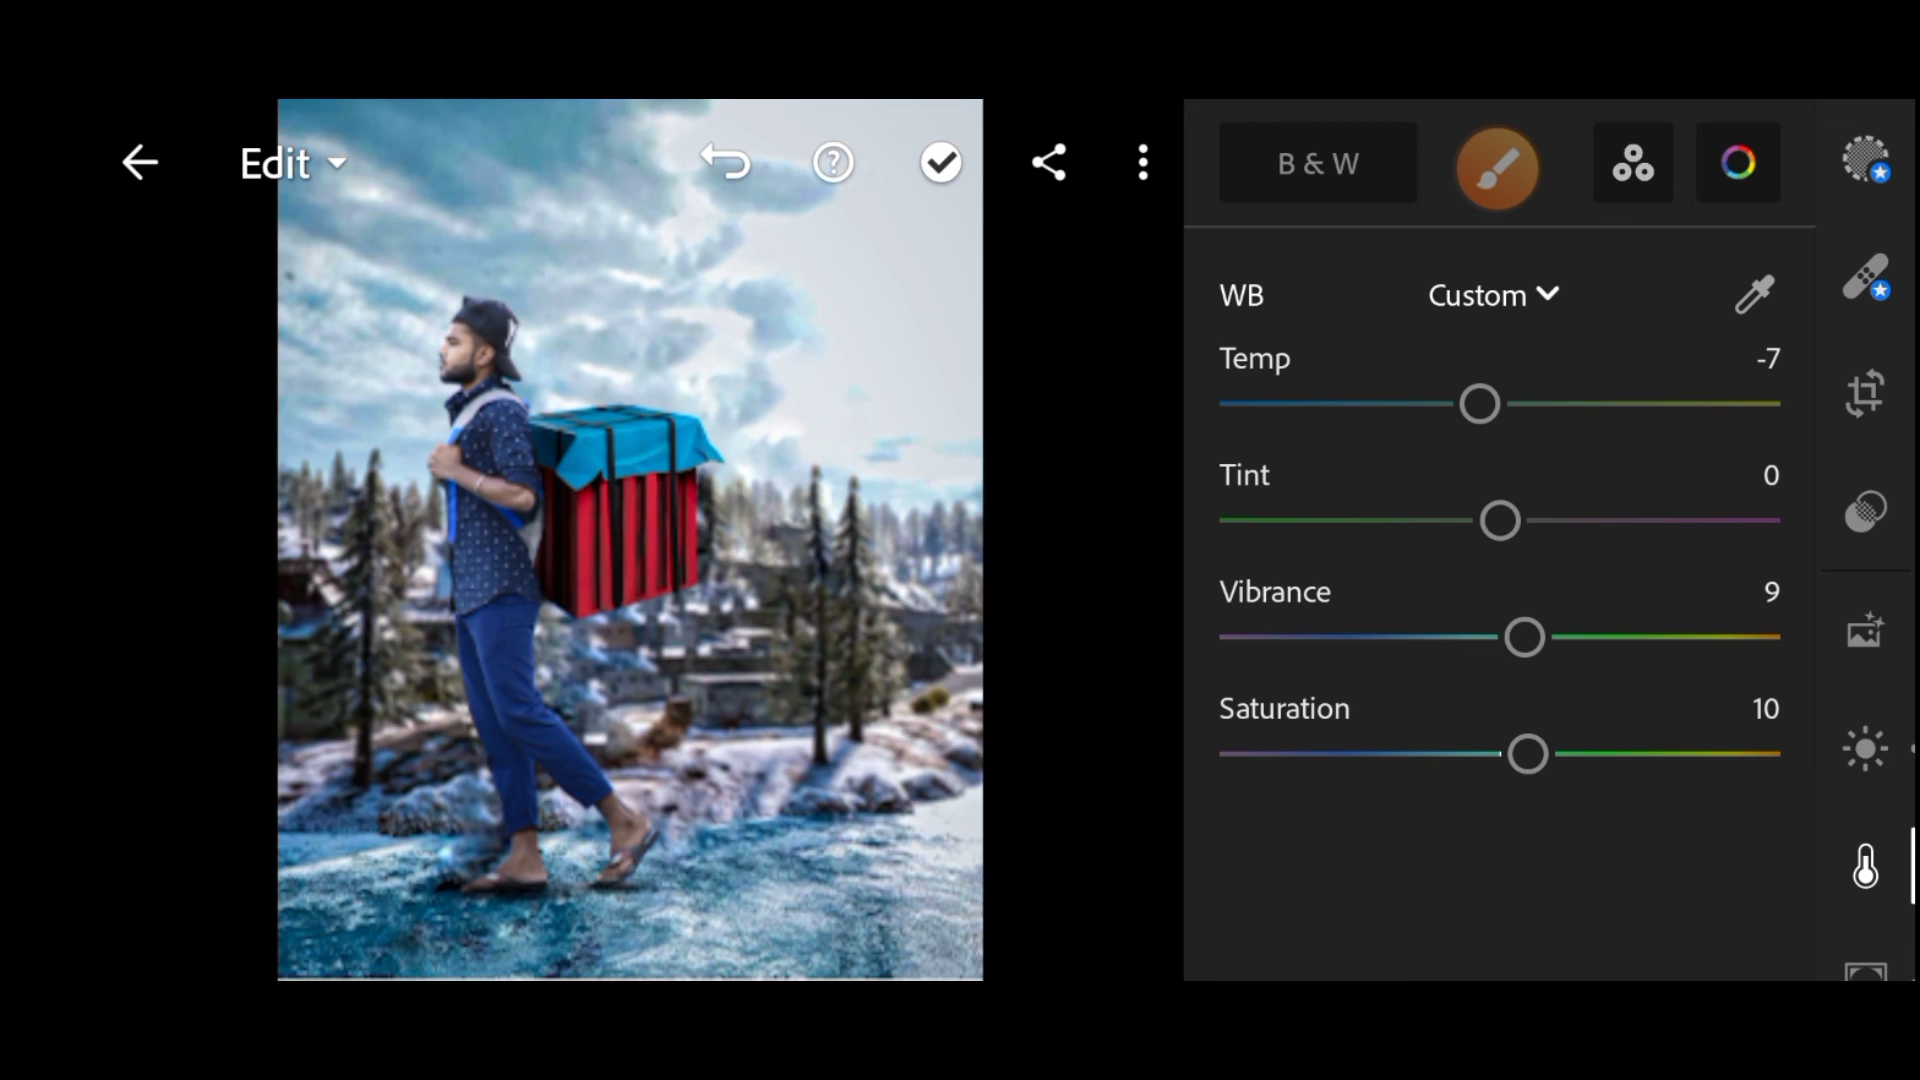 Edit
B & W
WB Custom
Temp -7
Tint 0
Vibrance 9
Saturation 10